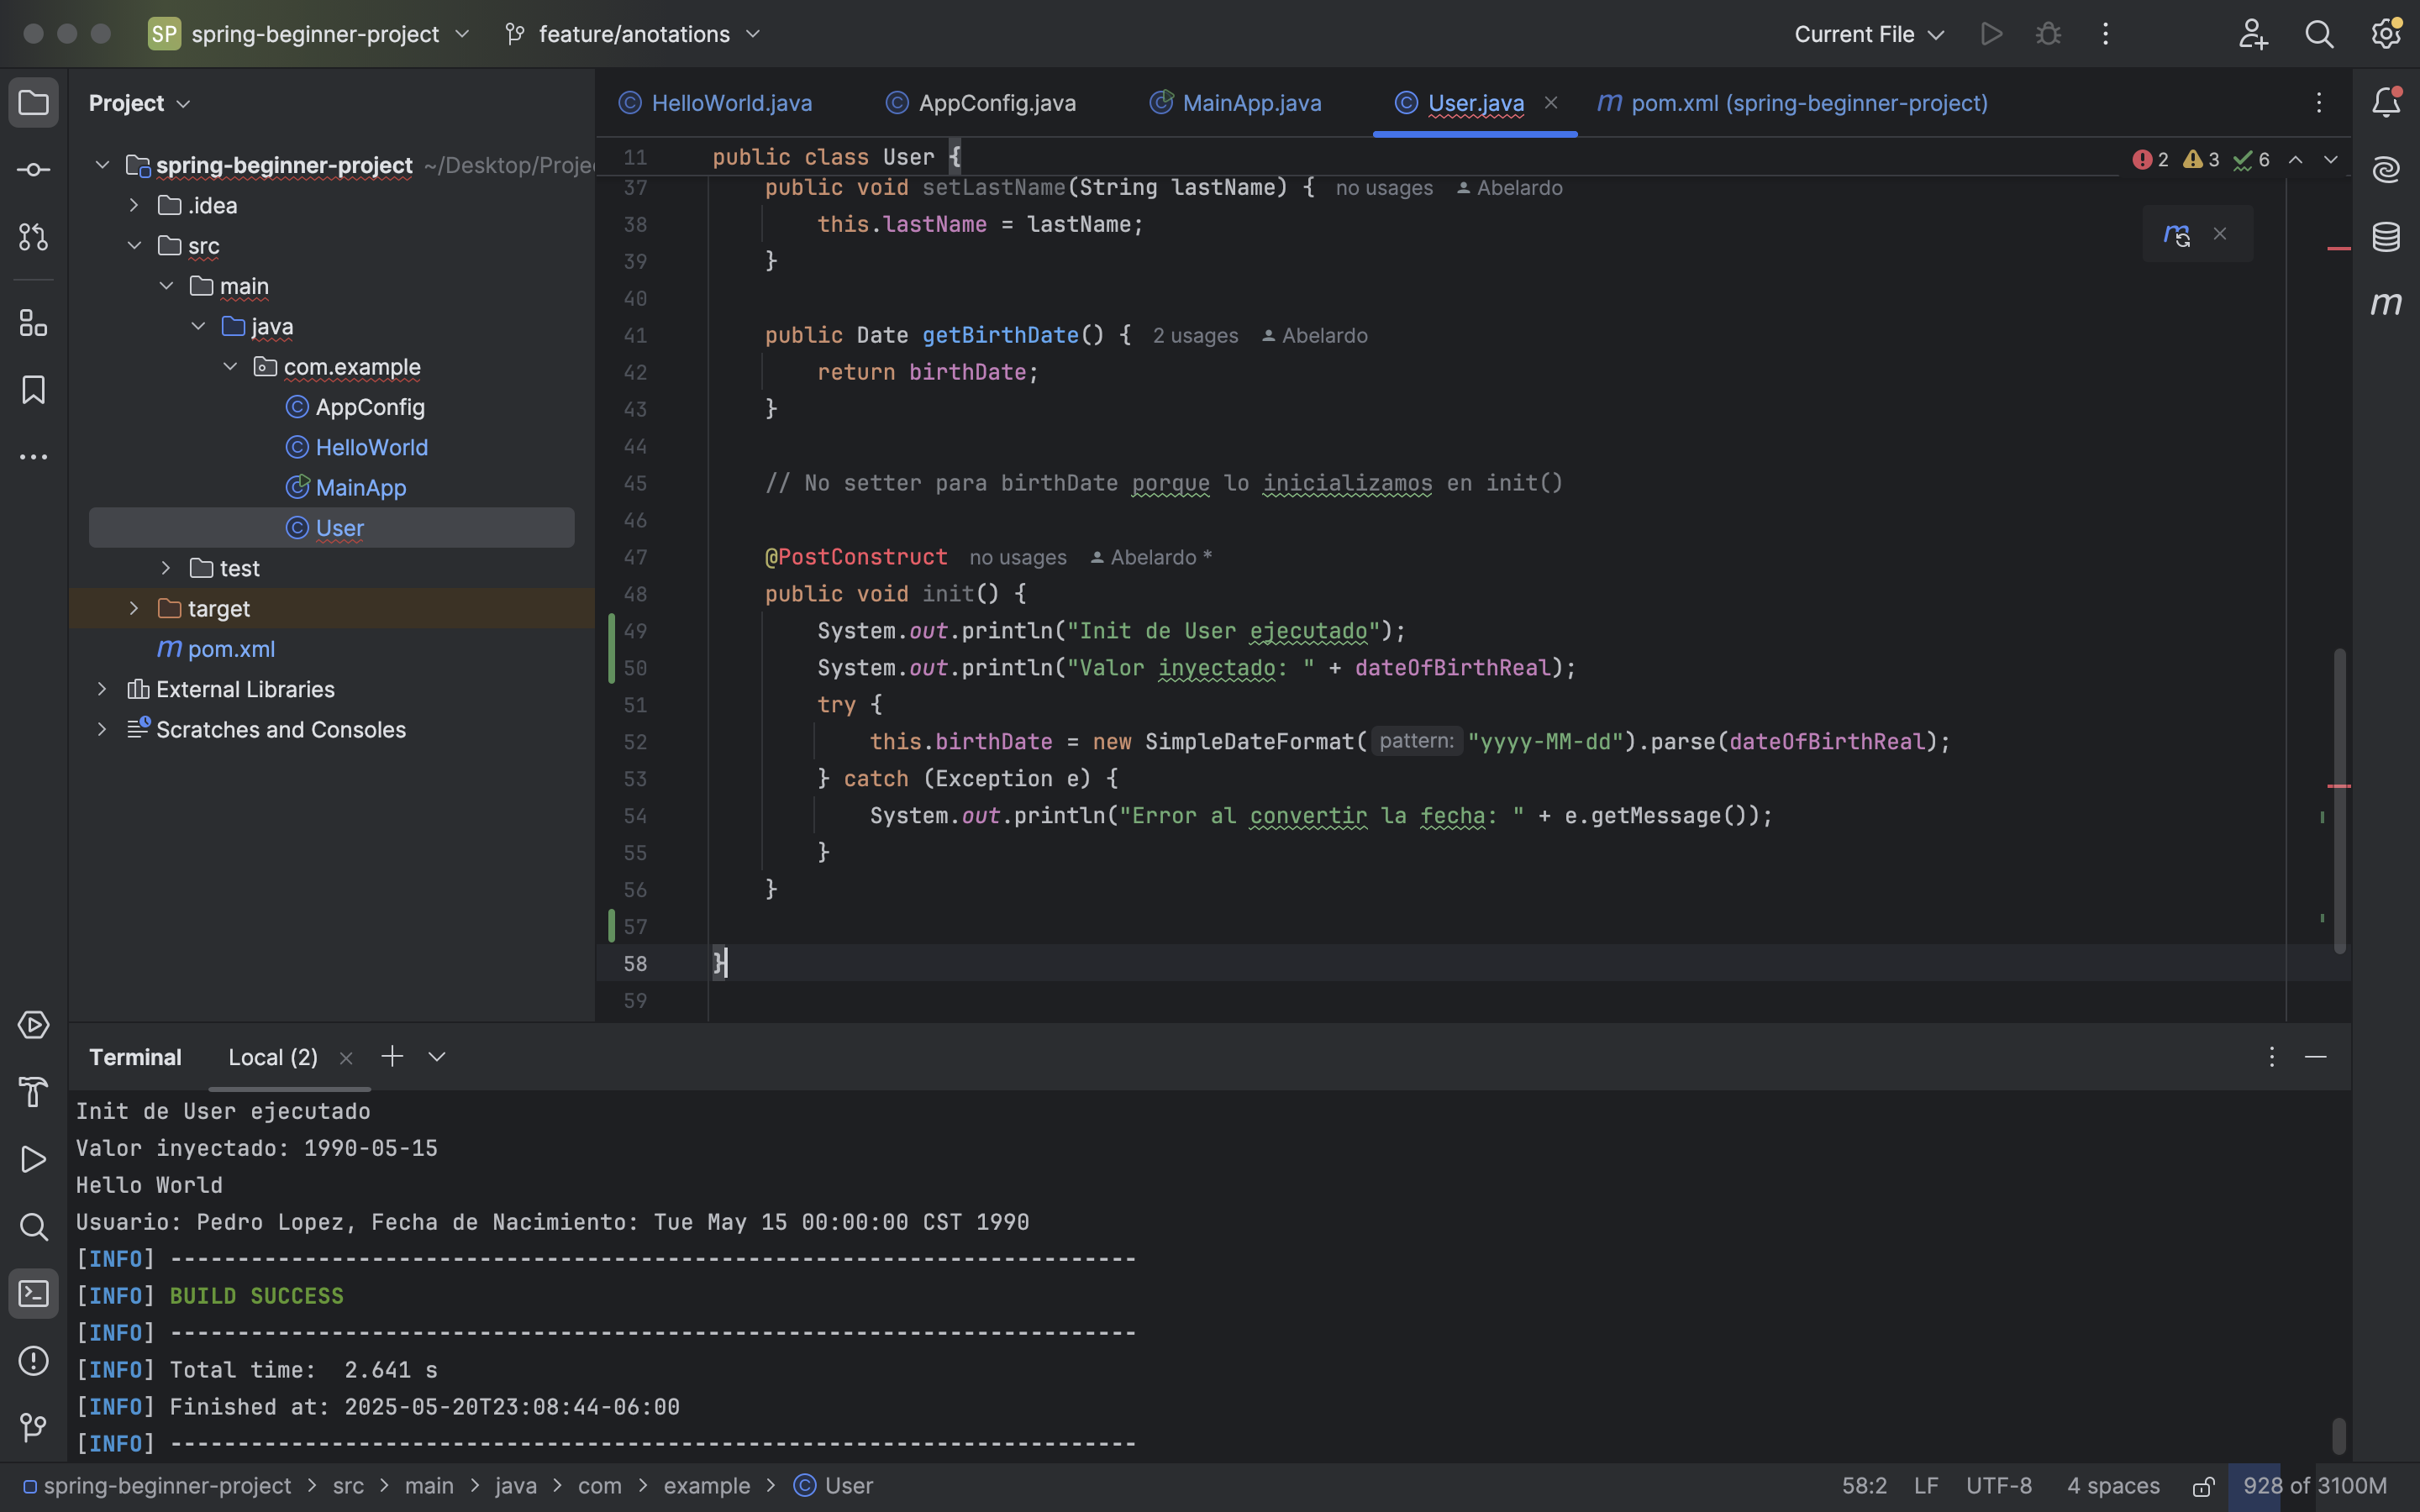 SP spring-beginner-project feature/anotations Current File
Project
spring-beginner-project ~/Desktop/Proje
.idea
src
main
java
com.example
AppConfig
HelloWorld
MainApp
User
test
target
m pom.xml
External Libraries
Scratches and Consoles
HelloWorld.java AppConfig.java MainApp.java User.java m pom.xml (spring-beginner-project)
11 public class User { 2 3 6
37 public void setLastName(String lastName) { no usages Abelardo
38 this.lastName = lastName;
39 }
40
41 public Date getBirthDate() { 2 usages Abelardo
42 return birthDate;
43 }
44
45 // No setter para birthDate porque lo inicializamos en init()
46
47 @PostConstruct no usages Abelardo *
48 public void init() {
49 System.out.println("Init de User ejecutado");
50 System.out.println("Valor inyectado: " + dateOfBirthReal);
51 try {
52 this.birthDate = new SimpleDateFormat( pattern: "yyyy-MM-dd").parse(dateOfBirthReal);
53 } catch (Exception e) {
54 System.out.println("Error al convertir la fecha: " + e.getMessage());
55 }
56 }
57
58 }
59
Terminal Local (2)
Init de User ejecutado
Valor inyectado: 1990-05-15
Hello World
Usuario: Pedro Lopez, Fecha de Nacimiento: Tue May 15 00:00:00 CST 1990
[INFO] ------------------------------------------------------------------------
[INFO] BUILD SUCCESS
[INFO] ------------------------------------------------------------------------
[INFO] Total time:  2.641 s
[INFO] Finished at: 2025-05-20T23:08:44-06:00
[INFO] ------------------------------------------------------------------------
spring-beginner-project > src > main > java > com > example > User 58:2 LF UTF-8 4 spaces 928 of 3100M